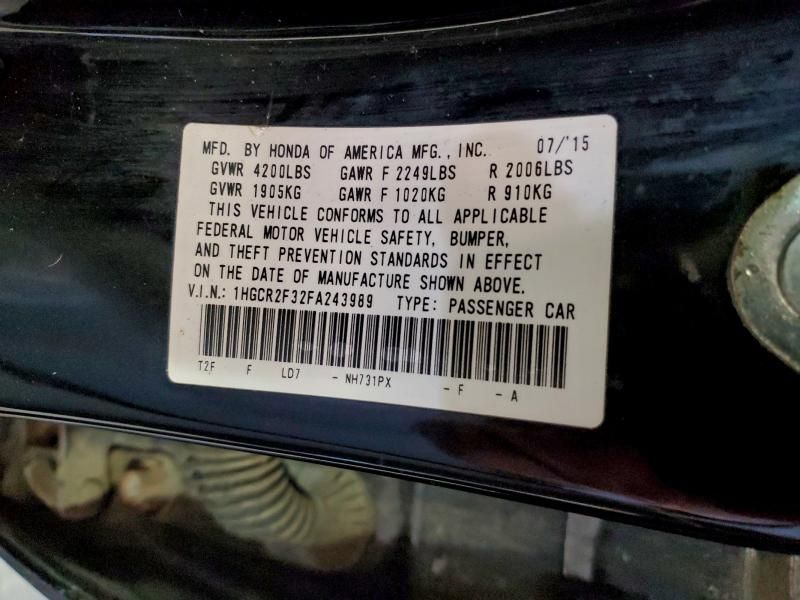 MFD. BY HONDA OF AMERICA MFG., INC. 07/'15
GVWR 4200LBS GAWR F 2249LBS R 2006LBS
GVWR 1905KG GAWR F 1020KG R 910KG
THIS VEHICLE CONFORMS TO ALL APPLICABLE
FEDERAL MOTOR VEHICLE SAFETY, BUMPER,
AND THEFT PREVENTION STANDARDS IN EFFECT
ON THE DATE OF MANUFACTURE SHOWN ABOVE.
V.I.N.: 1HGCR2F32FA243989 TYPE: PASSENGER CAR
T2F F LD7 - NH731PX - F - A